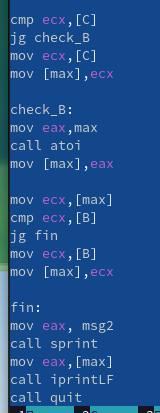 cmp ecx,[C]
jg check_B
mov ecx,[C]
mov [max],ecx
check_B:
mov eax,max
call atoi
mov [max],eax
mov ecx,[max]
cmp ecx,[B]
jg fin
mov ecx,[B]
mov [max],ecx
fin:
mov eax, msg2
call sprint
mov eax,[max]
call iprintLF
call quit